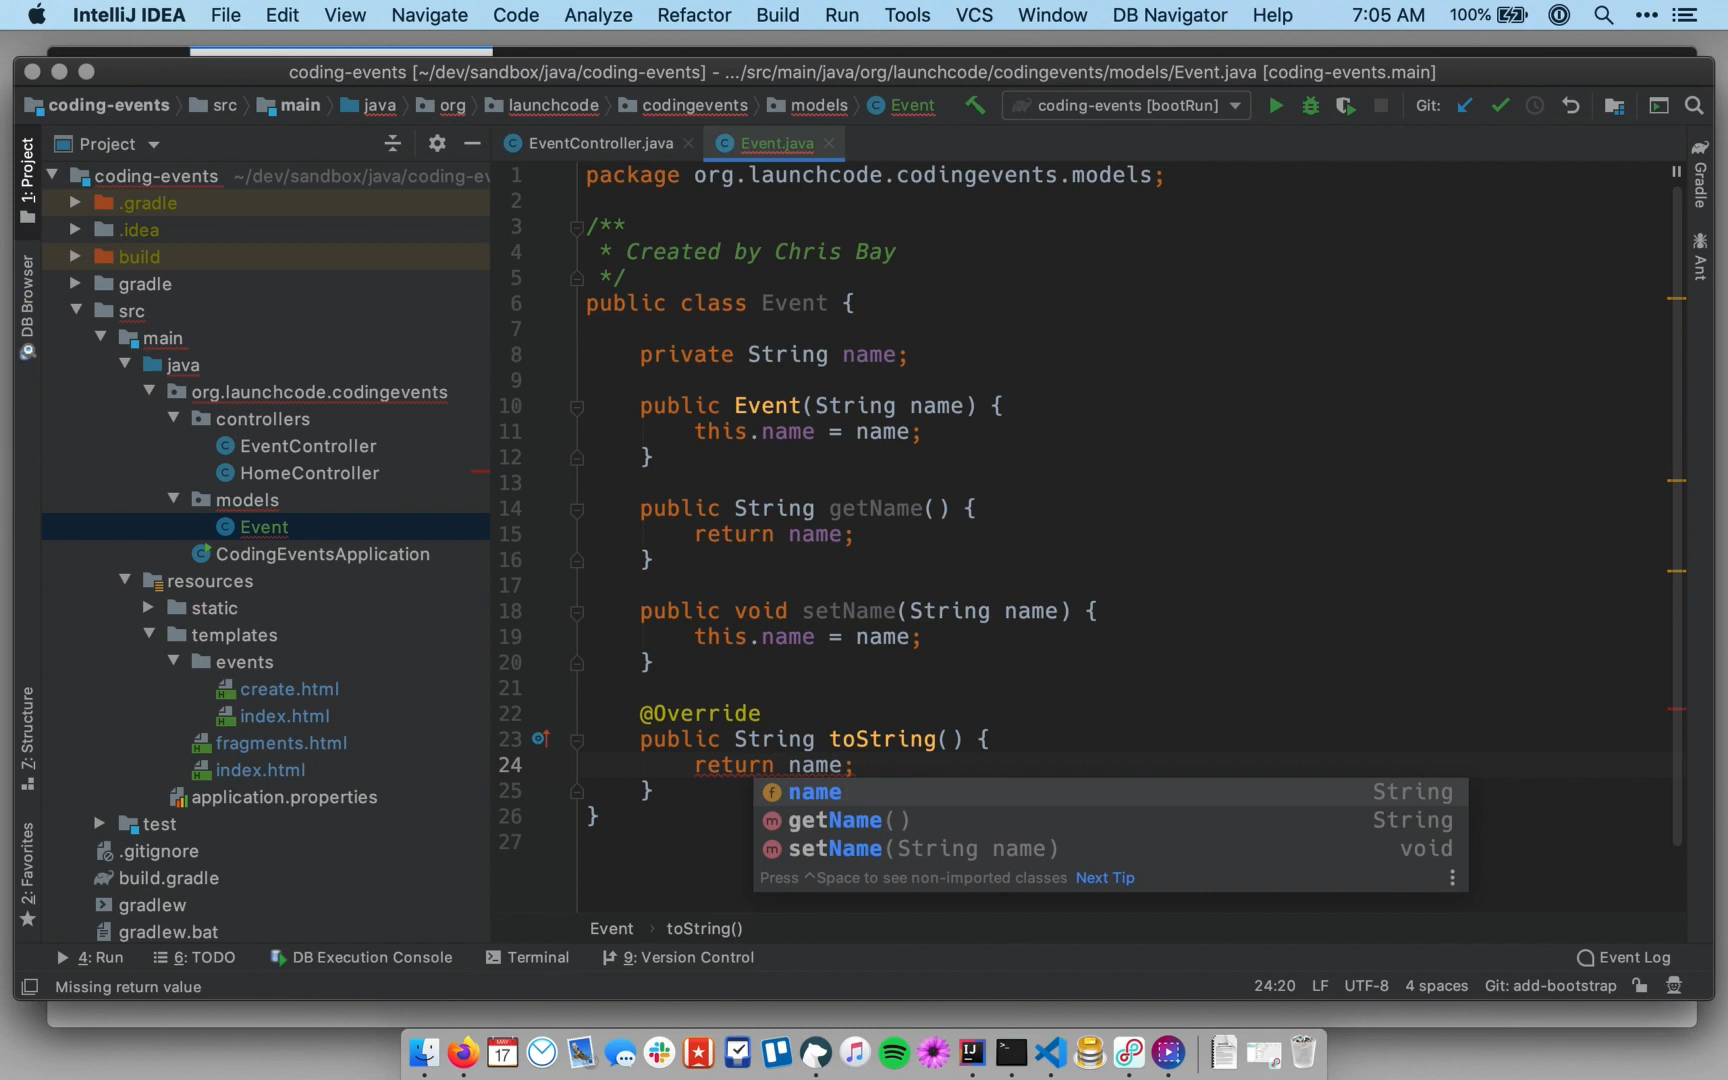 IntelliJ IDEA File Edit View Navigate Code Analyze Refactor Build Run Tools VCS Window DB Navigator Help 7:05 AM 100%
coding-events [~/dev/sandbox/java/coding-events] - .../src/main/java/org/launchcode/codingevents/models/Event.java [coding-events.main]
coding-events src main java org launchcode codingevents models Event coding-events [bootRun] Git:
Project
EventController.java Event.java
1: Project
DB Browser
7: Structure
2: Favorites
Gradle
Ant
coding-events ~/dev/sandbox/java/coding-ev
.gradle
.idea
build
gradle
src
main
java
org.launchcode.codingevents
controllers
EventController
HomeController
models
Event
CodingEventsApplication
resources
static
templates
events
create.html
index.html
fragments.html
index.html
application.properties
test
.gitignore
build.gradle
gradlew
gradlew.bat
1 package org.launchcode.codingevents.models;
2
3 /**
4 * Created by Chris Bay
5 */
6 public class Event {
7
8 private String name;
9
10 public Event(String name) {
11 this.name = name;
12 }
13
14 public String getName() {
15 return name;
16 }
17
18 public void setName(String name) {
19 this.name = name;
20 }
21
22 @Override
23 public String toString() {
24 return name;
25 }
26 }
27
name String
getName() String
setName(String name) void
Press ^Space to see non-imported classes Next Tip
Event toString()
4: Run 6: TODO DB Execution Console Terminal 9: Version Control Event Log
Missing return value 24:20 LF UTF-8 4 spaces Git: add-bootstrap
MAY
17
IJ